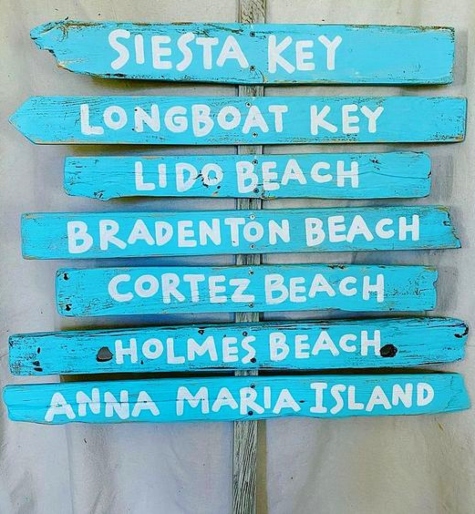 SIESTA KEY
LONGBOAT KEY
LIDO BEACH
BRADENTON BEACH
CORTEZ BEACH
HOLMES BEACH
ANNA MARIA ISLAND